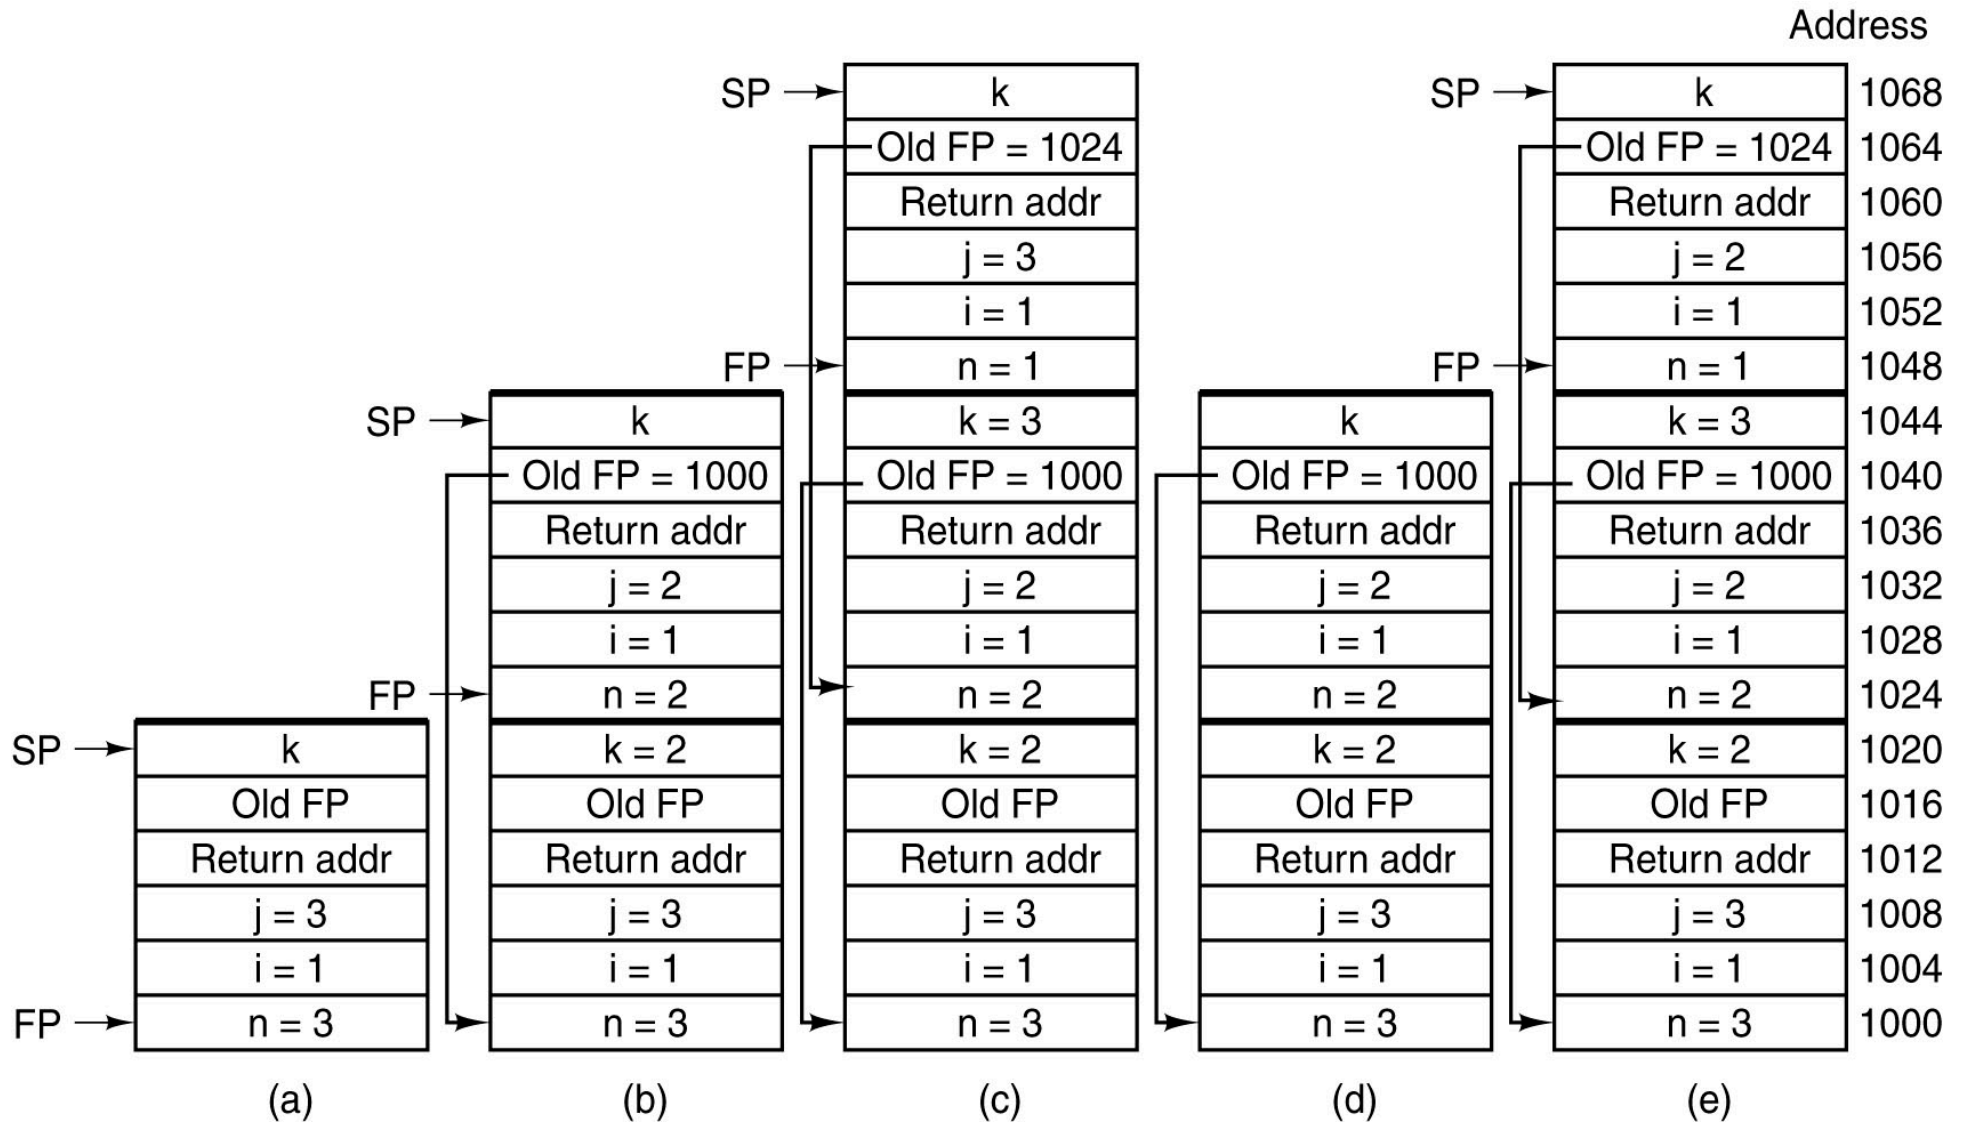 Address
SP k SP k 1068
Old FP = 1024 Old FP = 1024 1064
Return addr Return addr 1060
j = 3 j = 2 1056
i = 1 i = 1 1052
FP n = 1 FP n = 1 1048
SP k k = 3 k k = 3 1044
Old FP = 1000 Old FP = 1000 Old FP = 1000 Old FP = 1000 1040
Return addr Return addr Return addr Return addr 1036
j = 2 j = 2 j = 2 j = 2 1032
i = 1 i = 1 i = 1 i = 1 1028
FP n = 2 n = 2 n = 2 n = 2 1024
SP k k = 2 k = 2 k = 2 k = 2 1020
Old FP Old FP Old FP Old FP Old FP 1016
Return addr Return addr Return addr Return addr Return addr 1012
j = 3 j = 3 j = 3 j = 3 j = 3 1008
i = 1 i = 1 i = 1 i = 1 i = 1 1004
FP n = 3 n = 3 n = 3 n = 3 n = 3 1000
(a) (b) (c) (d) (e)